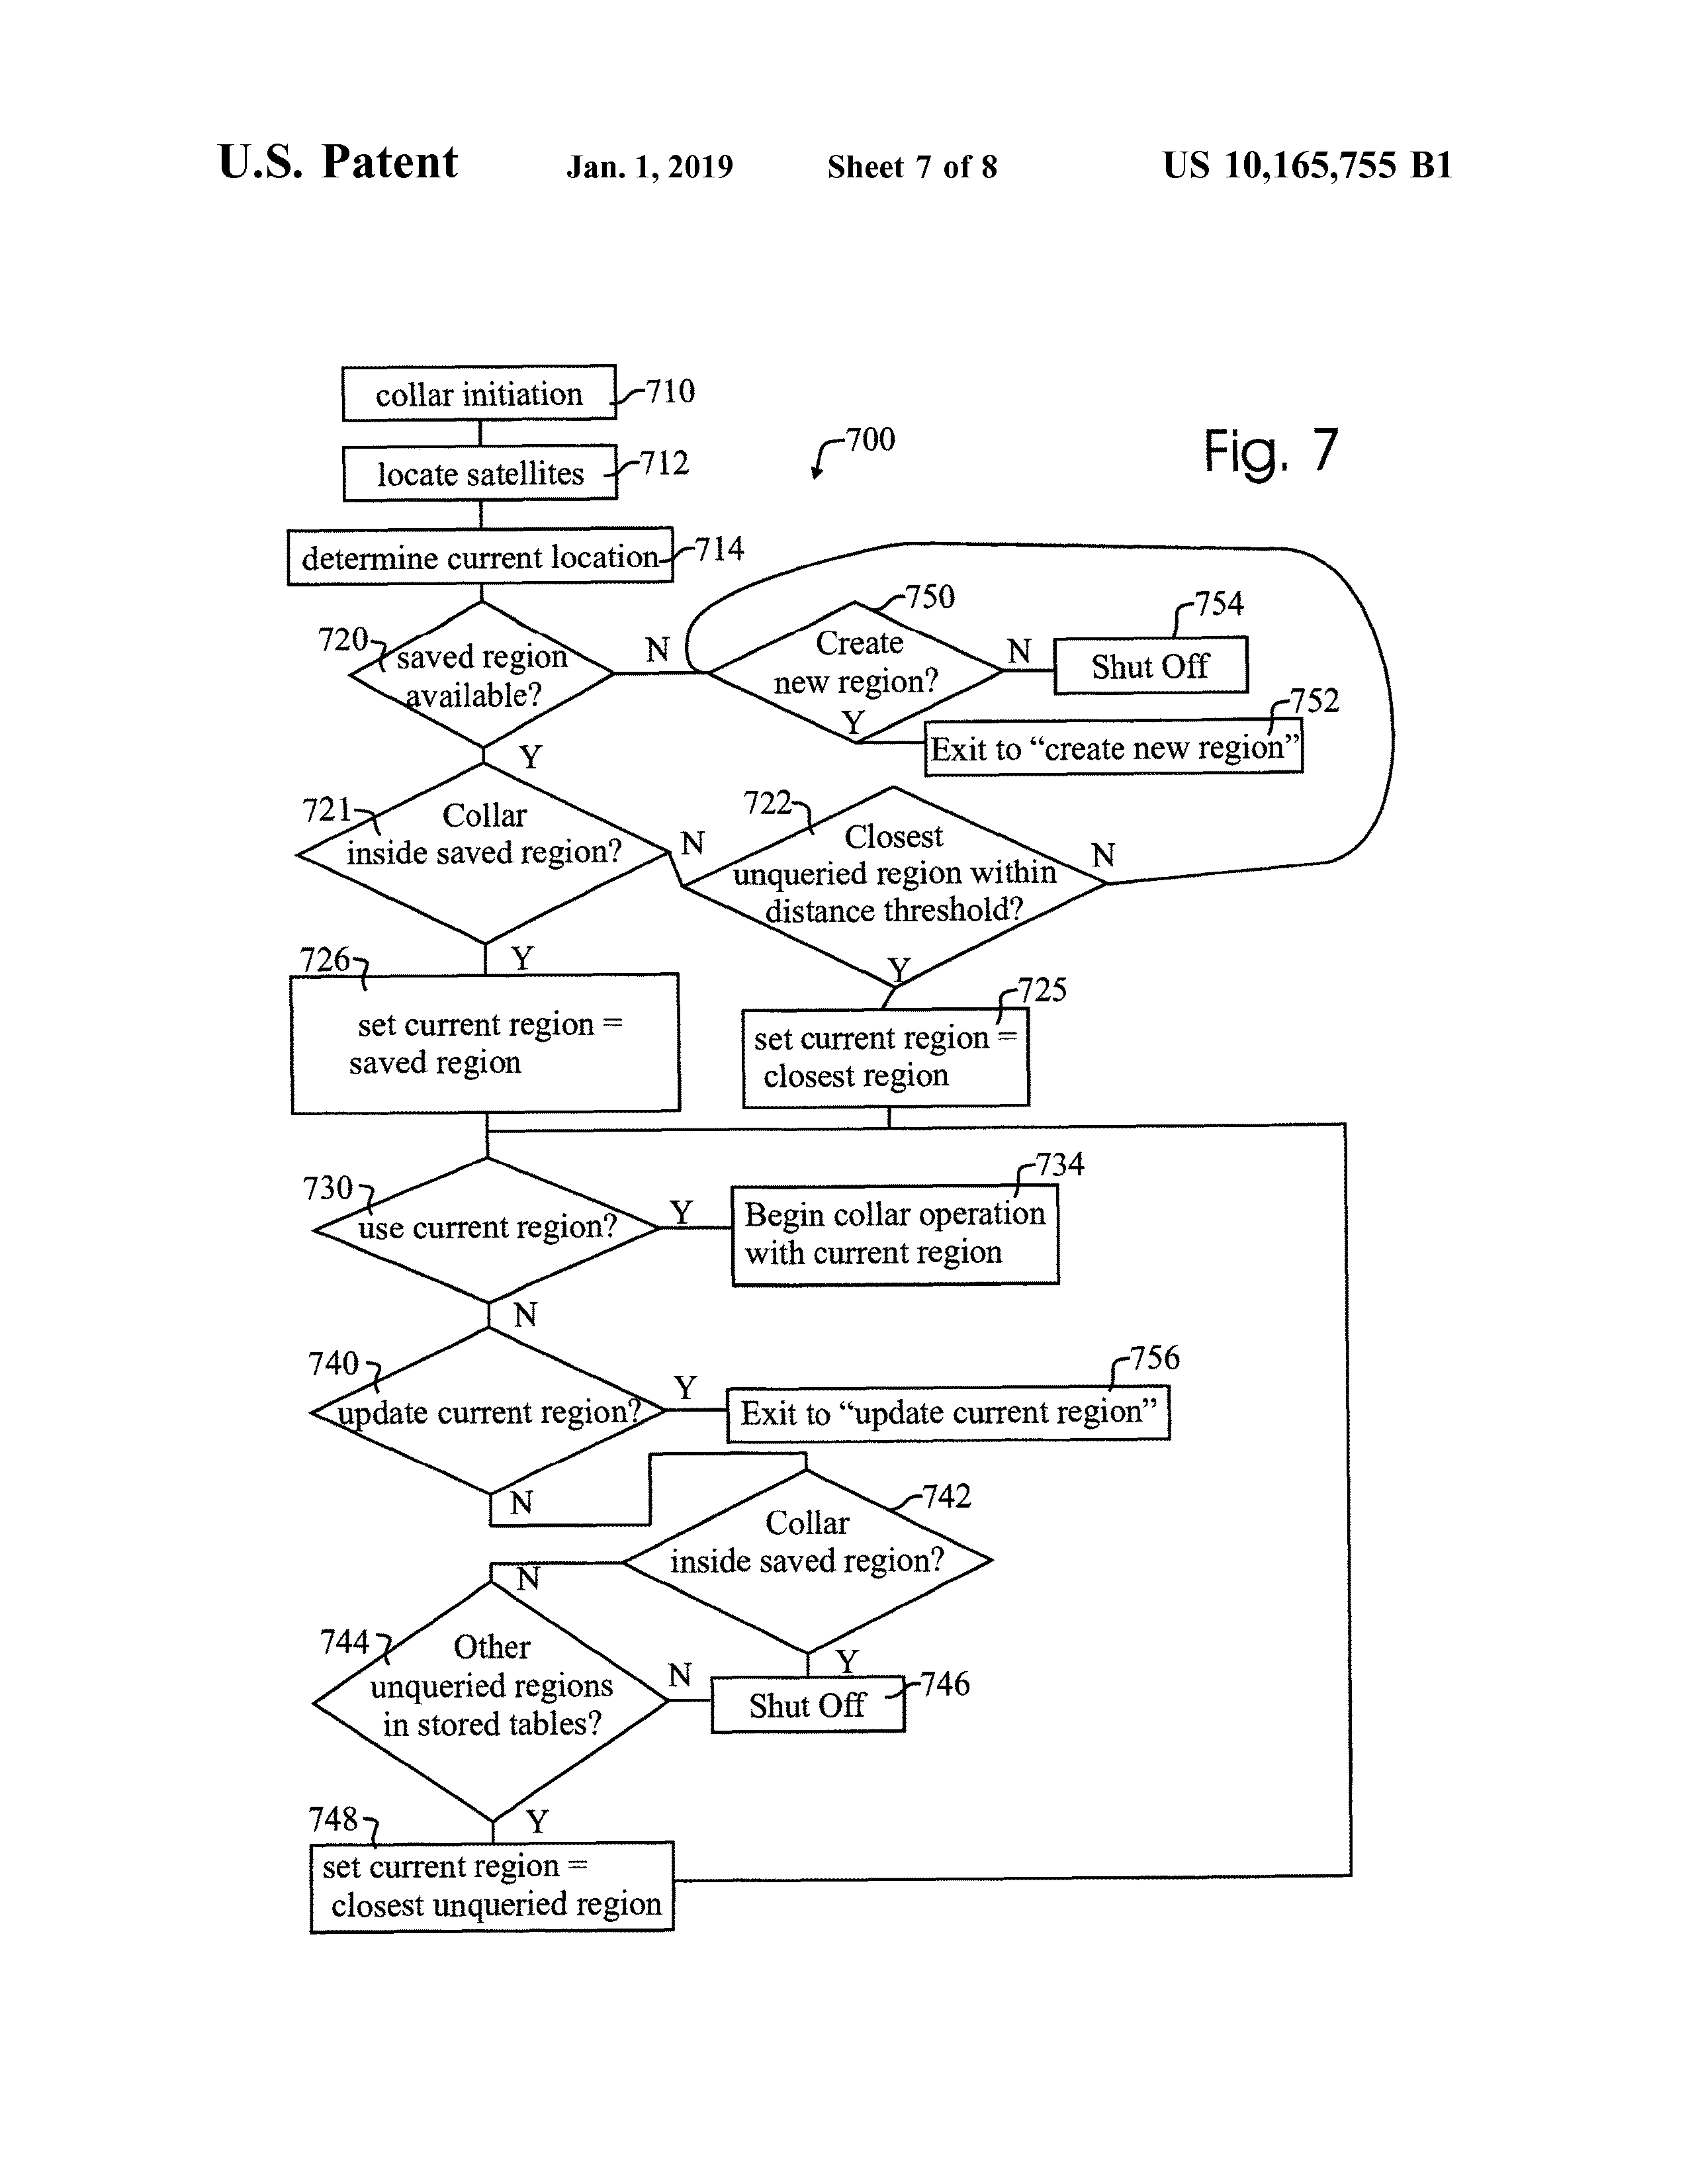 U.S. Patent Jan. 1, 2019 Sheet 7 of 8 US 10,165,755 B1
Fig. 7
700
collar initiation
710
locate satellites
712
determine current location
714
720
saved region
available?
N
Y
750
Create
new region?
N
Y
754
Shut Off
752
Exit to “create new region”
721
Collar
inside saved region?
N
Y
722
Closest
unqueried region within
distance threshold?
N
Y
726
set current region =
saved region
725
set current region =
closest region
730
use current region?
Y
N
734
Begin collar operation
with current region
740
update current region?
Y
N
756
Exit to “update current region”
742
Collar
inside saved region?
N
Y
744
Other
unqueried regions
in stored tables?
N
Y
746
Shut Off
748
set current region =
closest unqueried region